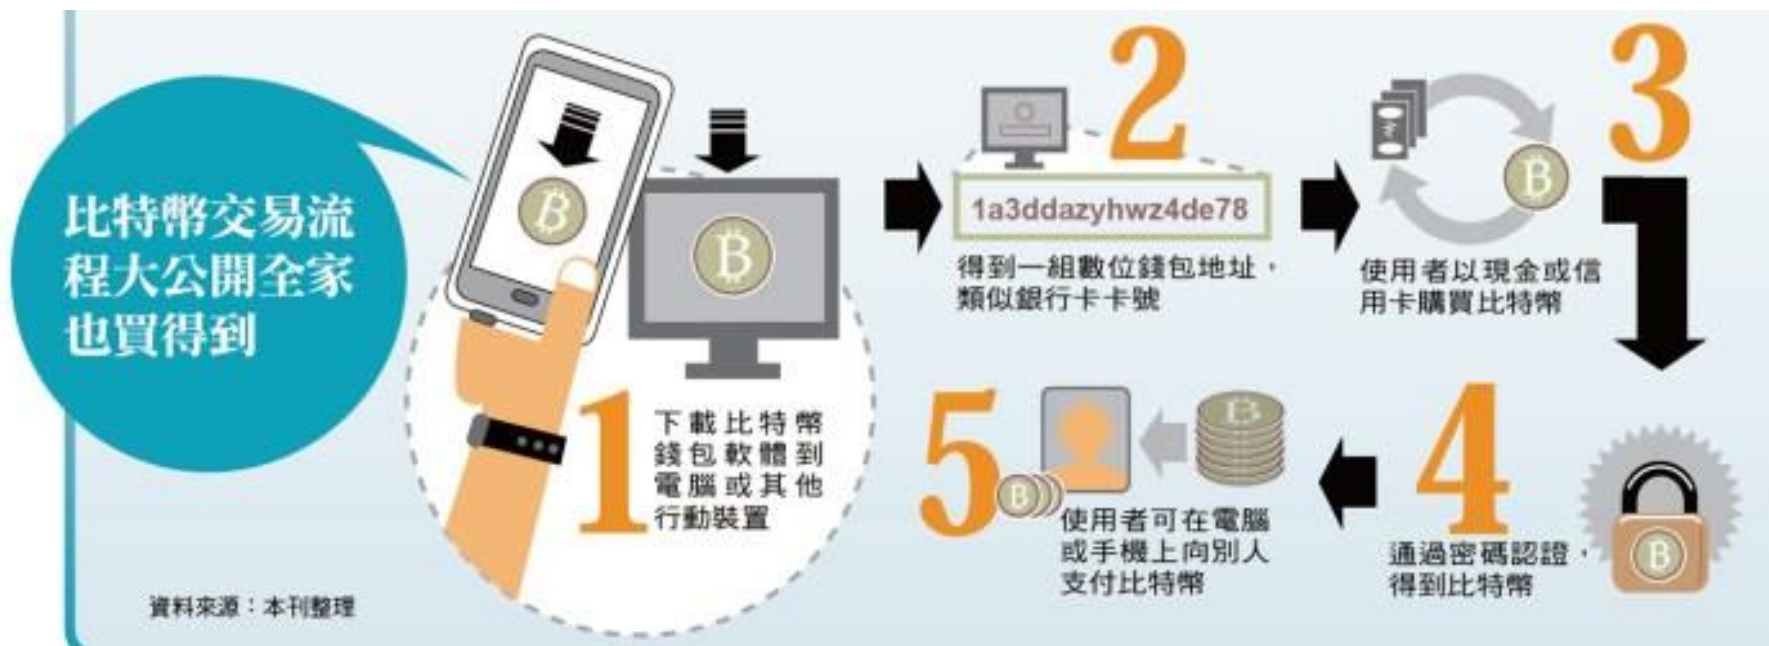 比特幣交易流
程大公開全家
也買得到
1
下載比特幣
錢包軟體到
電腦或其他
行動裝置
2
1a3ddazyhwz4de78
得到一組數位錢包地址，
類似銀行卡卡號
3
使用者以現金或信
用卡購買比特幣
4
通過密碼認證，
得到比特幣
5
使用者可在電腦
或手機上向別人
支付比特幣
資料來源：本刊整理